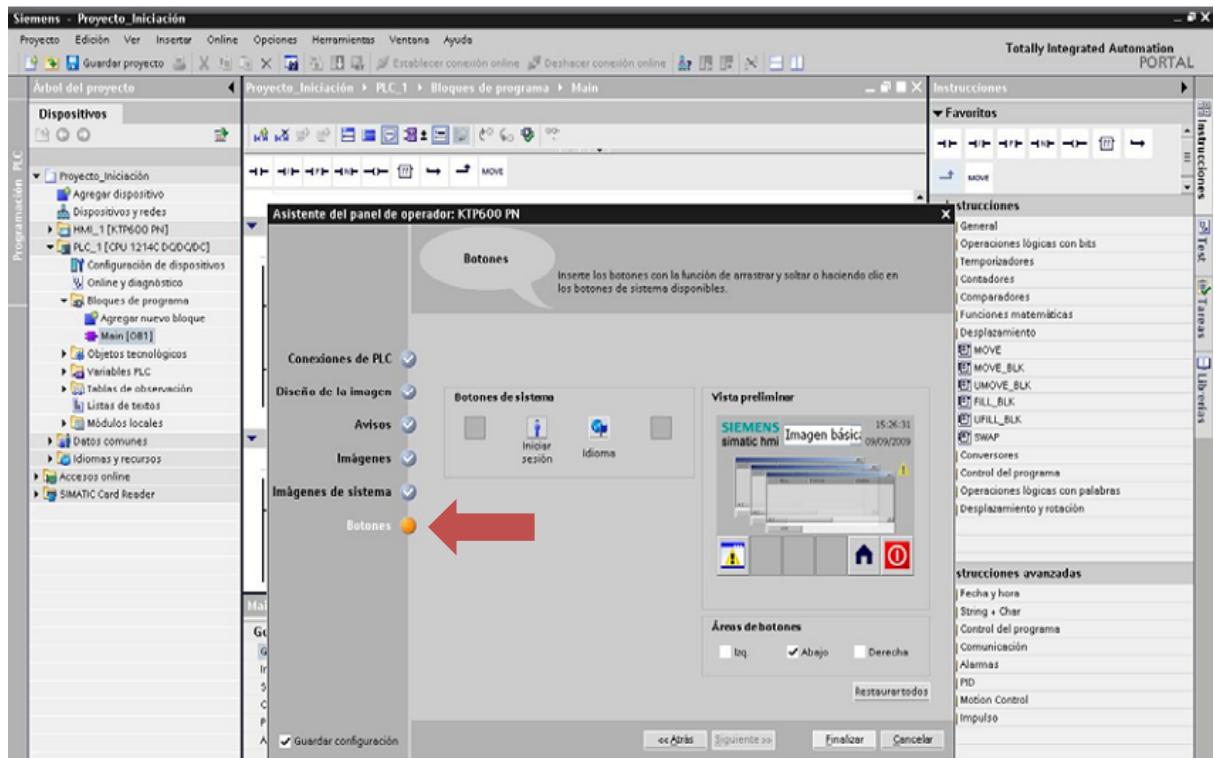 Siemens - Proyecto_Iniciación
Proyecto Edición Ver Insertar Online Opciones Herramientas Ventana Ayuda
Totally Integrated Automation
PORTAL
Guardar proyecto
Establecer conexión online
Deshacer conexión online
Árbol del proyecto
Proyecto_Iniciación
PLC_1
Bloques de programa
Main
Instrucciones
Dispositivos
Favoritos
MOVE
MOVE
Programación PLC
Proyecto_Iniciación
Agregar dispositivo
Dispositivos y redes
HMI_1 [KTP600 PN]
PLC_1 [CPU 1214C DC/DC/DC]
Configuración de dispositivos
Online y diagnóstico
Bloques de programa
Agregar nuevo bloque
Main [OB1]
Objetos tecnológicos
Variables PLC
Tablas de observación
Listas de textos
Módulos locales
Datos comunes
Idiomas y recursos
Accesos online
SIMATIC Card Reader
Asistente del panel de operador: KTP600 PN
Botones
Inserte los botones con la función de arrastrar y soltar o haciendo clic en
los botones de sistema disponibles.
Conexiones de PLC
Diseño de la imagen
Avisos
Imágenes
Imágenes de sistema
Botones
Botones de sistema
Iniciar
sesión
Idioma
Vista preliminar
SIEMENS
simatic hmi
Imagen básic
15:26:31
09/09/2009
Áreas de botones
Izq.
Abajo
Derecha
Restaurar todos
Guardar configuración
<< Atrás
Siguiente >>
Finalizar
Cancelar
strucciones
General
Operaciones lógicas con bits
Temporizadores
Contadores
Comparadores
Funciones matemáticas
Desplazamiento
MOVE
MOVE_BLK
UMOVE_BLK
FILL_BLK
UFILL_BLK
SWAP
Conversores
Control del programa
Operaciones lógicas con palabras
Desplazamiento y rotación
strucciones avanzadas
Fecha y hora
String + Char
Control del programa
Comunicación
Alarmas
PID
Motion Control
Impulso
Instrucciones
Test
Tareas
Librerías